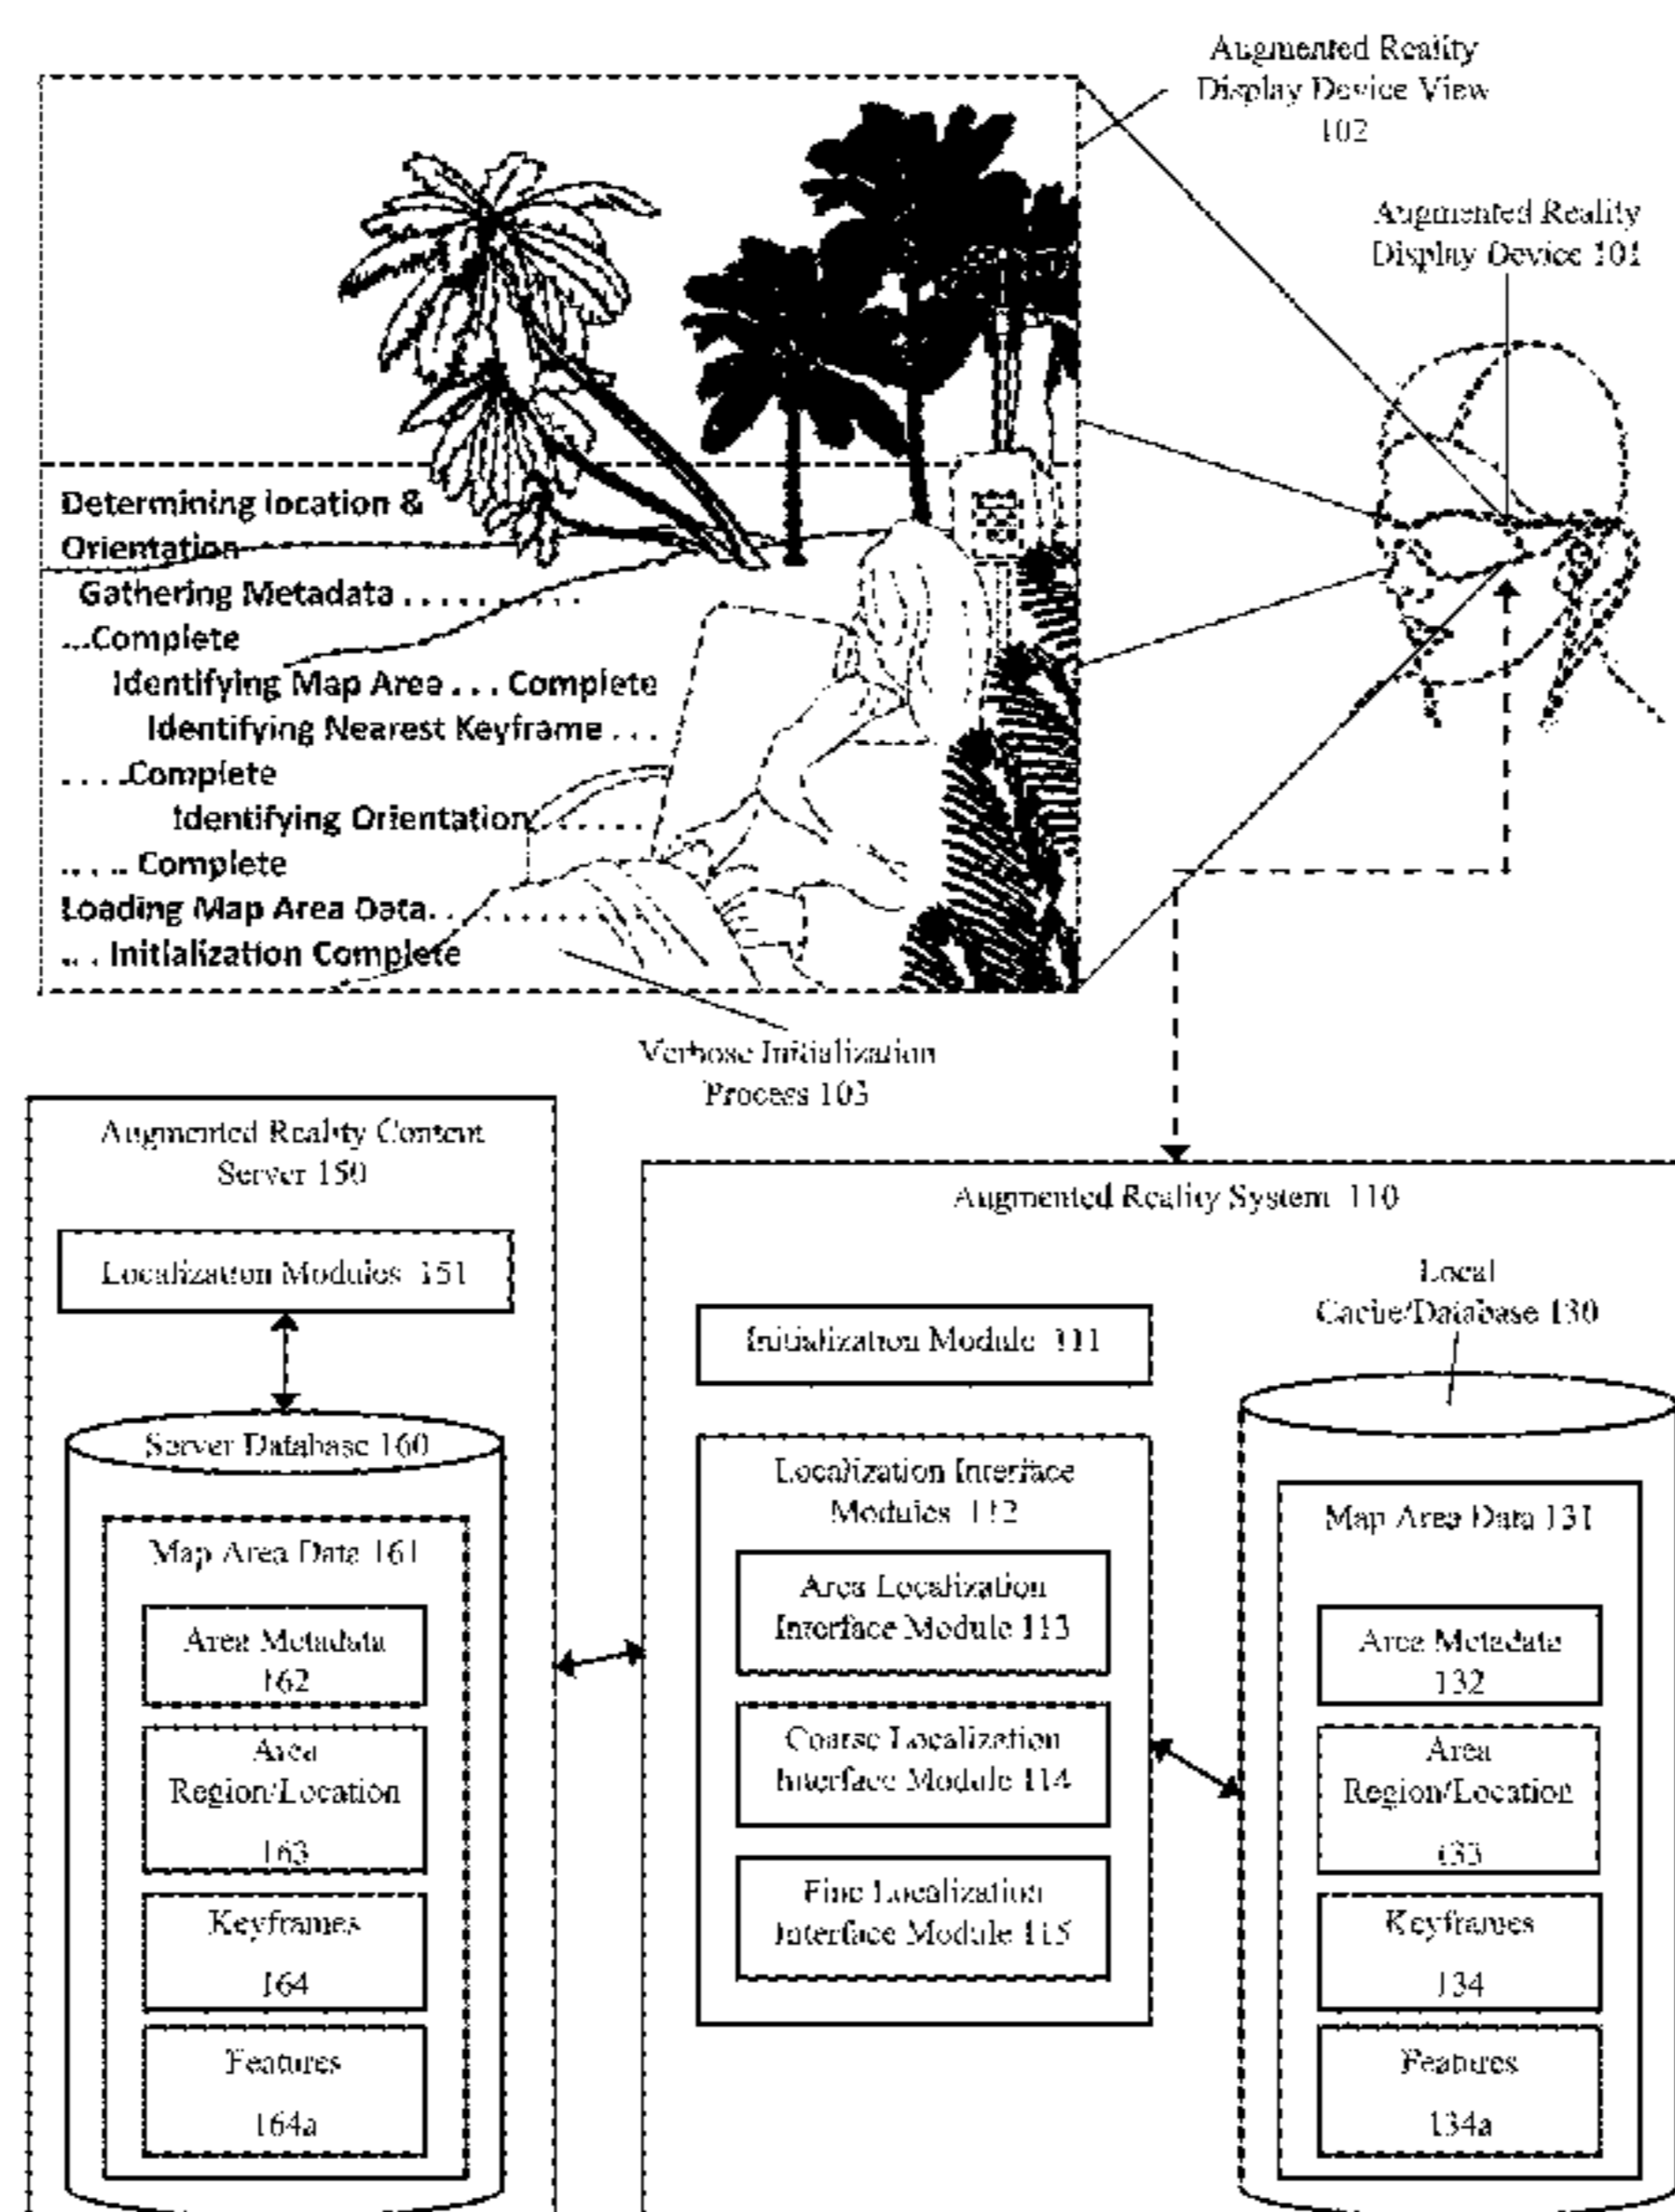 Augmented Reality
Display Device View
102
Augmented Reality
Display Device 101
Determining location &
Orientation
Gathering Metadata . . . . . . . . . .
...Complete
Identifying Map Area . . . Complete
Identifying Nearest Keyframe . . .
. . . .Complete
Identifying Orientation. . . . . . .
.. . .. Complete
Loading Map Area Data. . . . . . . . . .
.. . Initialization Complete
Verbose Initialization
Process 103
Augmented Reality Content
Server 150
Localization Modules 151
Server Database 160
Map Area Data 161
Area Metadata
162
Area
Region/Location
163
Keyframes
164
Features
164a
Augmented Reality System 110
Initialization Module 111
Localization Interface
Modules 112
Area Localization
Interface Module 113
Coarse Localization
Interface Module 114
Fine Localization
Interface Module 115
Local
Cache/Database 130
Map Area Data 131
Area Metadata
132
Area
Region/Location
133
Keyframes
134
Features
134a